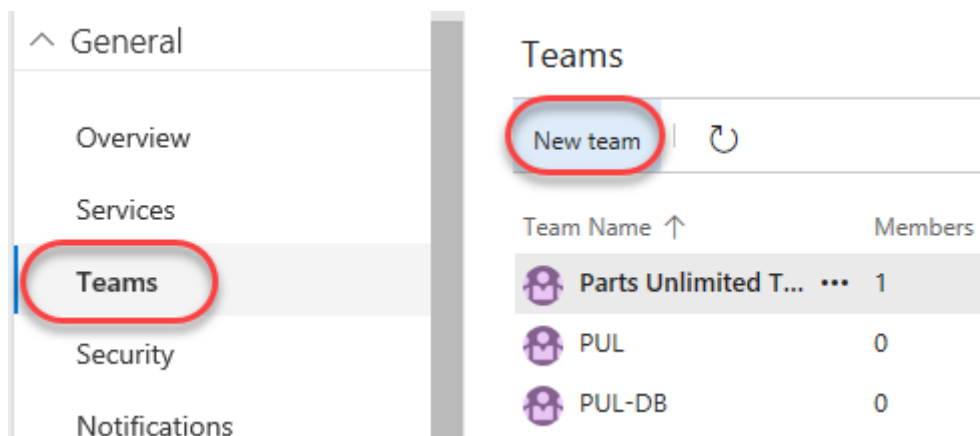 General
Overview
Services
Teams
Security
Notifications
Teams
New team
Team Name ↑ Members
Parts Unlimited T... ••• 1
PUL 0
PUL-DB 0